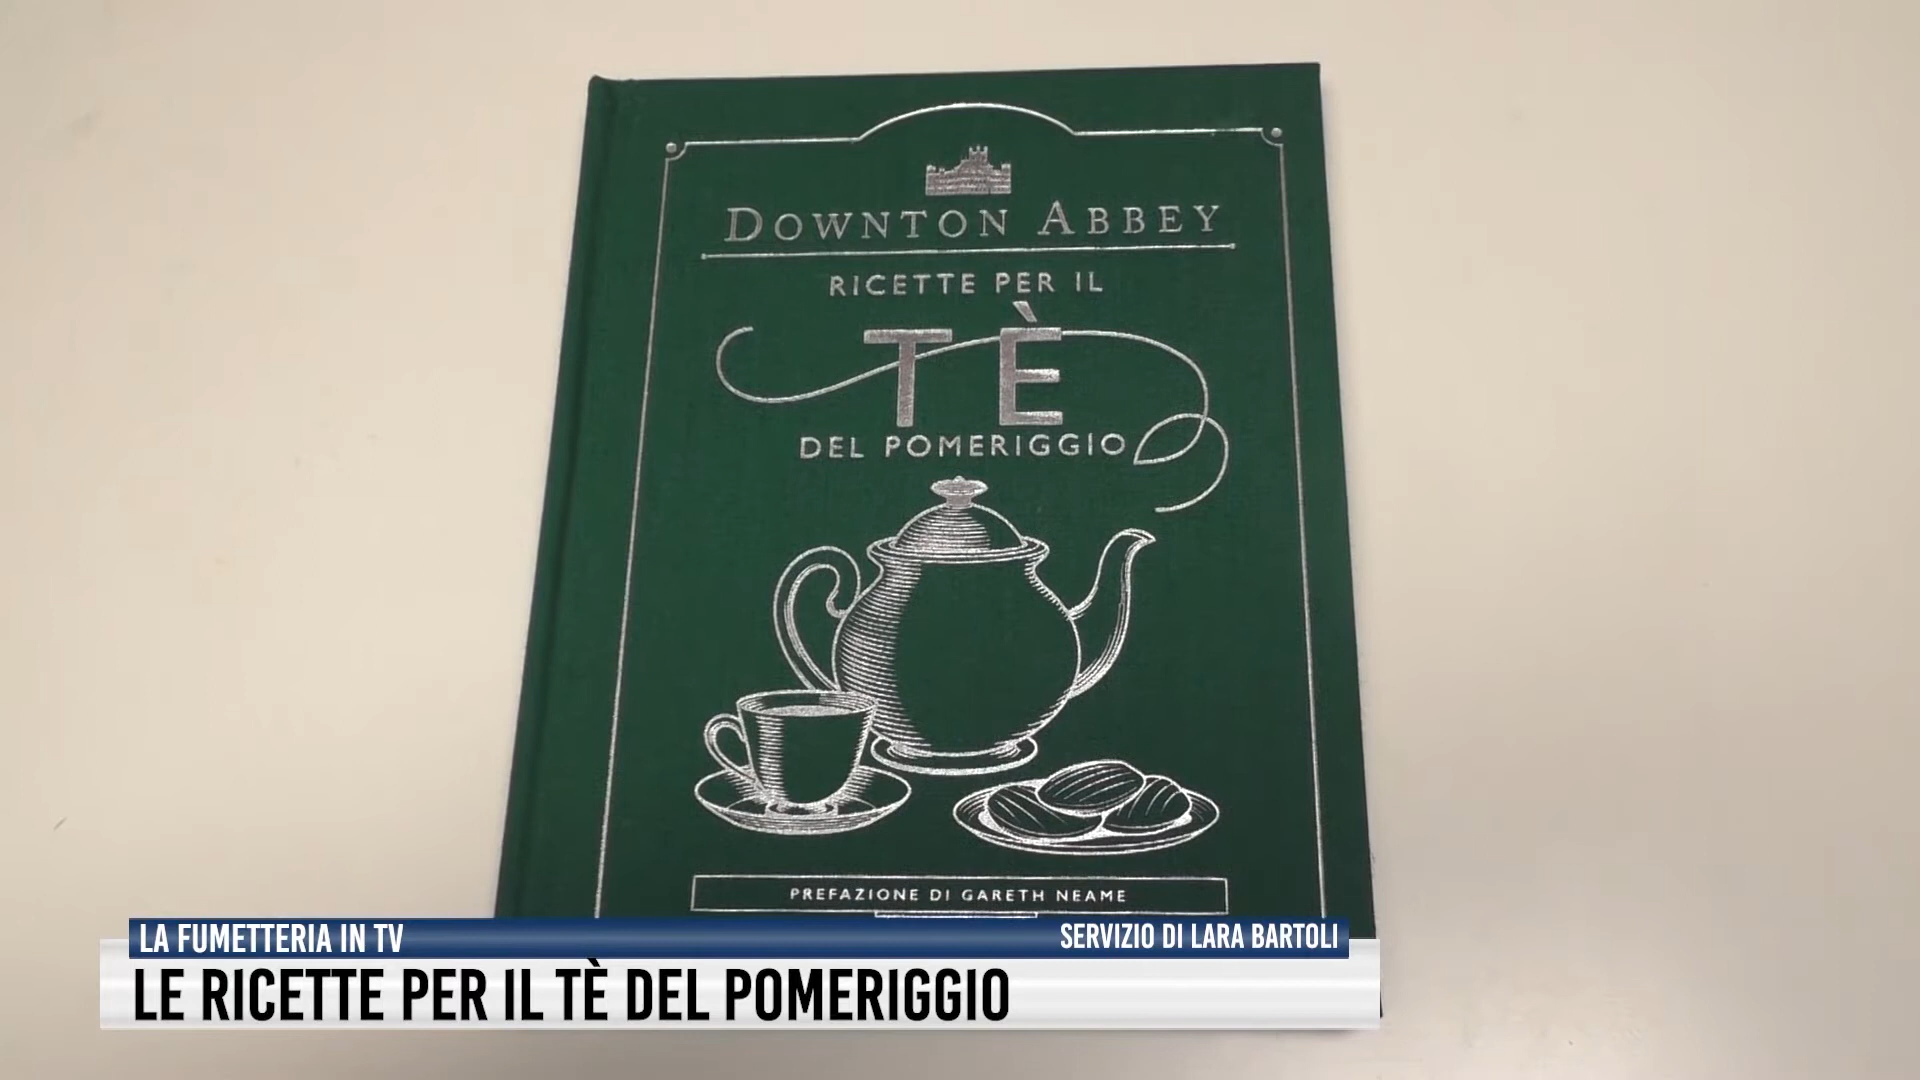 DOWNTON ABBEY
RICETTE PER IL
TÈ
DEL POMERIGGIO
PREFAZIONE DI GARETH NEAME
LA FUMETTERIA IN TV
SERVIZIO DI LARA BARTOLI
LE RICETTE PER IL TÈ DEL POMERIGGIO